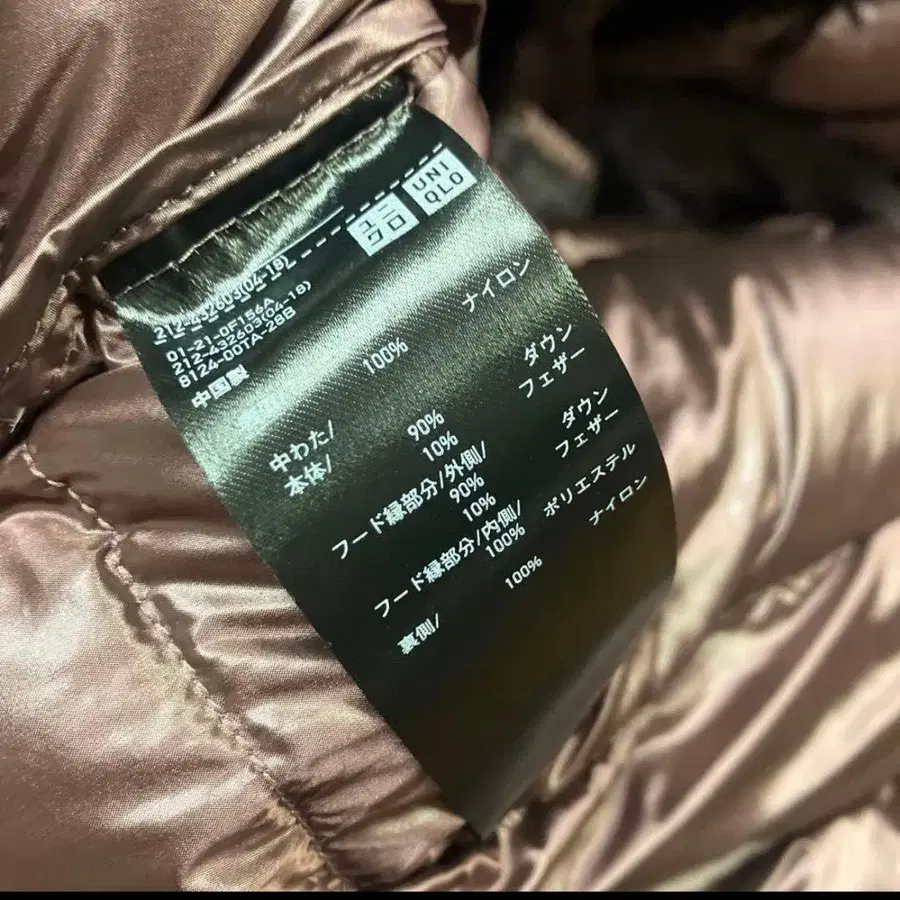 ユニ
クロ
UNI
QLO
212-432603(04-18)
01-21-0F156A
212-432603(04-18)
8124-00TA-28B
中国製
100% ナイロン
中わた/
本体/ 90% ダウン
10% フェザー
フード縁部分/外側/
90% ダウン
10% フェザー
フード縁部分/内側/
100% ポリエステル
裏側/ 100% ナイロン